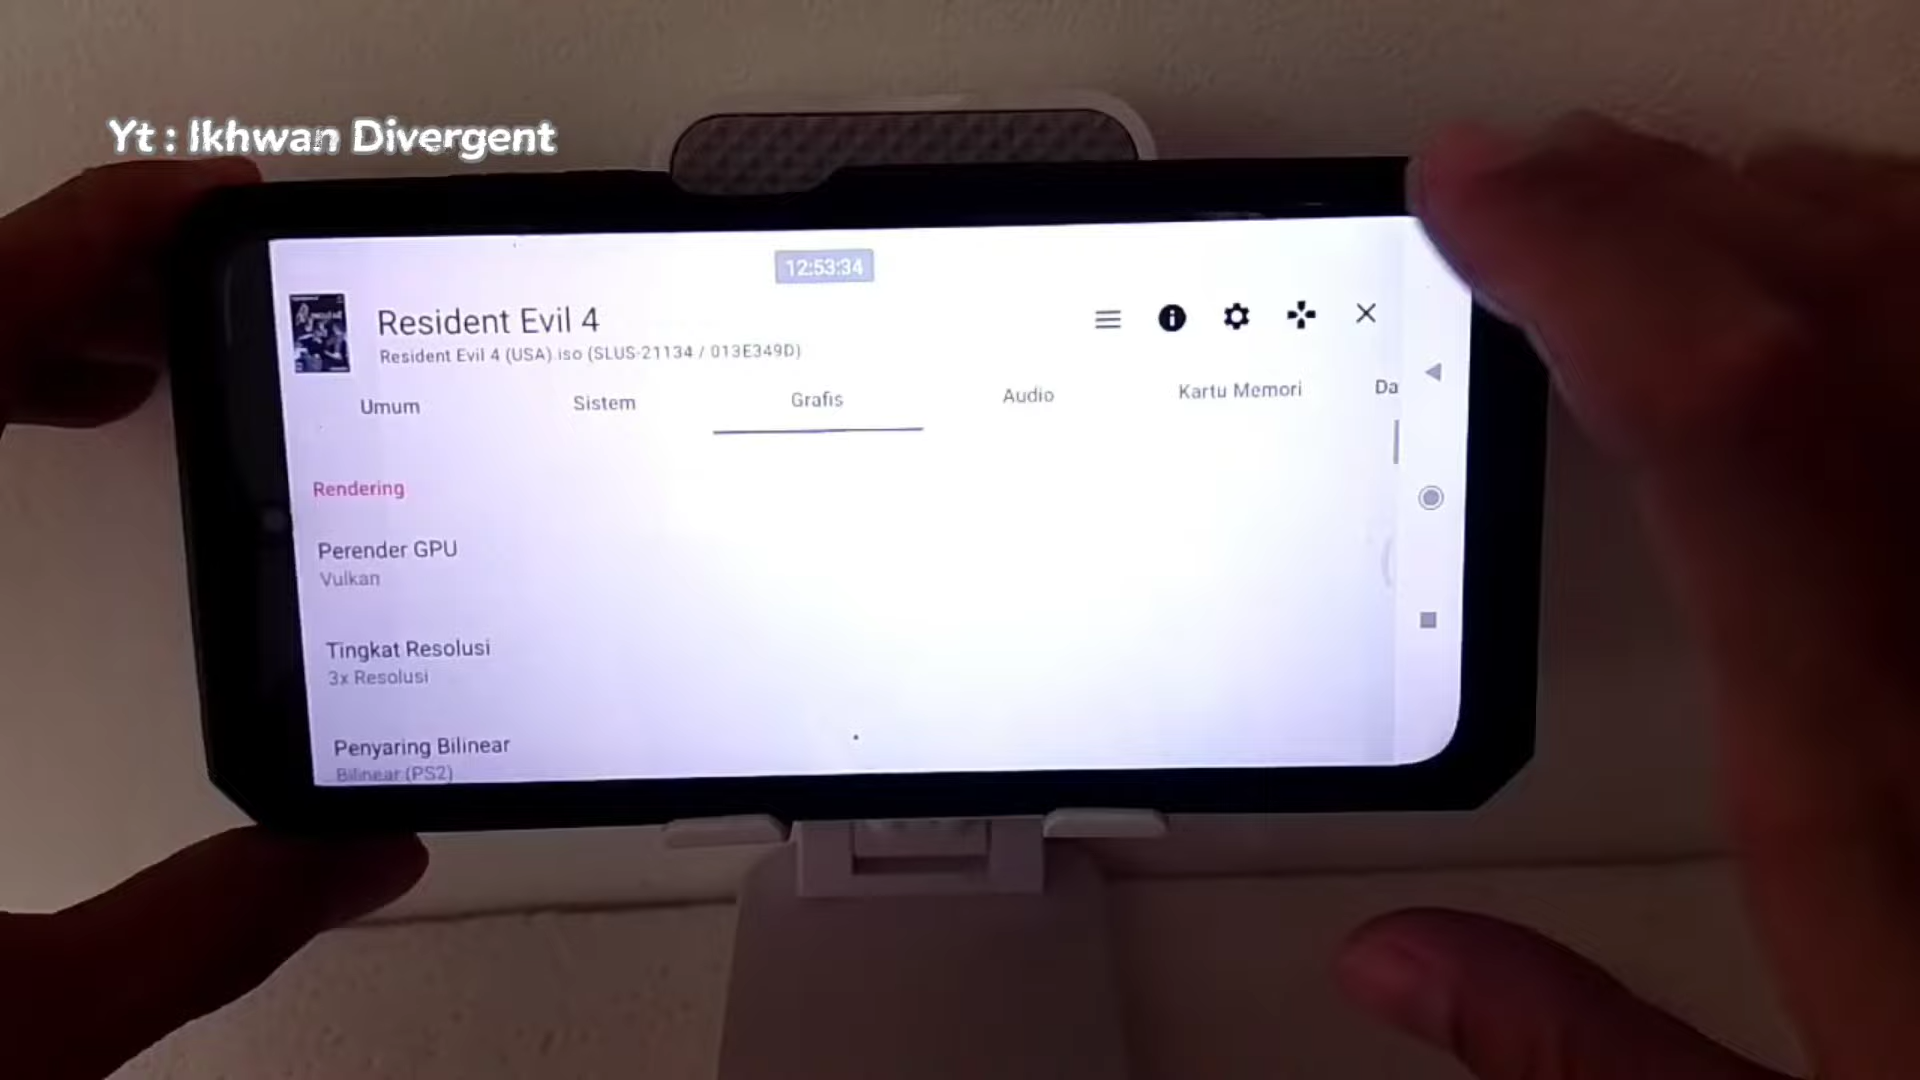 Yt : Ikhwan Divergent
12:53:34
Resident Evil 4
Resident Evil 4 (USA).iso (SLUS-21134 / 013E349D)
Umum
Sistem
Grafis
Audio
Kartu Memori
Da
Rendering
Perender GPU
Vulkan
Tingkat Resolusi
3x Resolusi
Penyaring Bilinear
Bilinear (PS2)